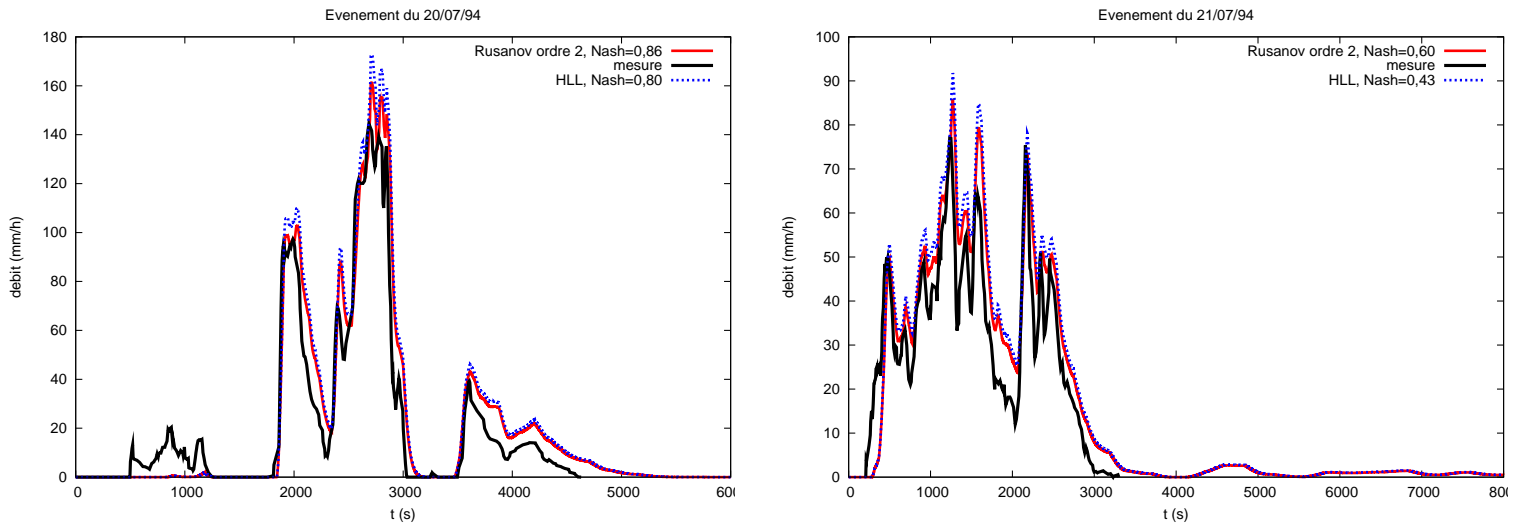 Evenement du 20/07/94
180
160
140
120
100
80
60
40
20
0
0 1000 2000 3000 4000 5000 600
debit (mm/h)
t (s)
Rusanov ordre 2, Nash=0,86
mesure
HLL, Nash=0,80
Evenement du 21/07/94
100
90
80
70
60
50
40
30
20
10
0
0 1000 2000 3000 4000 5000 6000 7000 800
debit (mm/h)
t (s)
Rusanov ordre 2, Nash=0,60
mesure
HLL, Nash=0,43